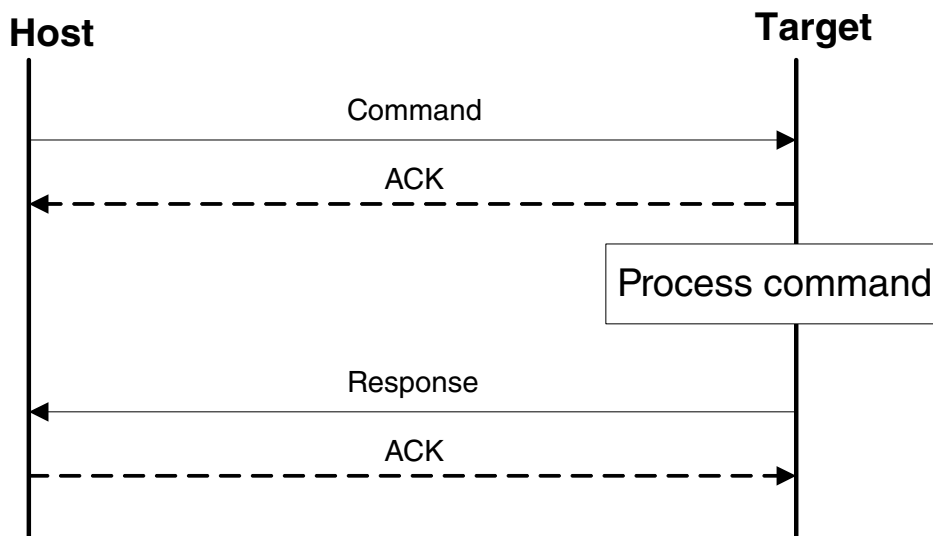 Host
Target
Command
ACK
Process command
Response
ACK